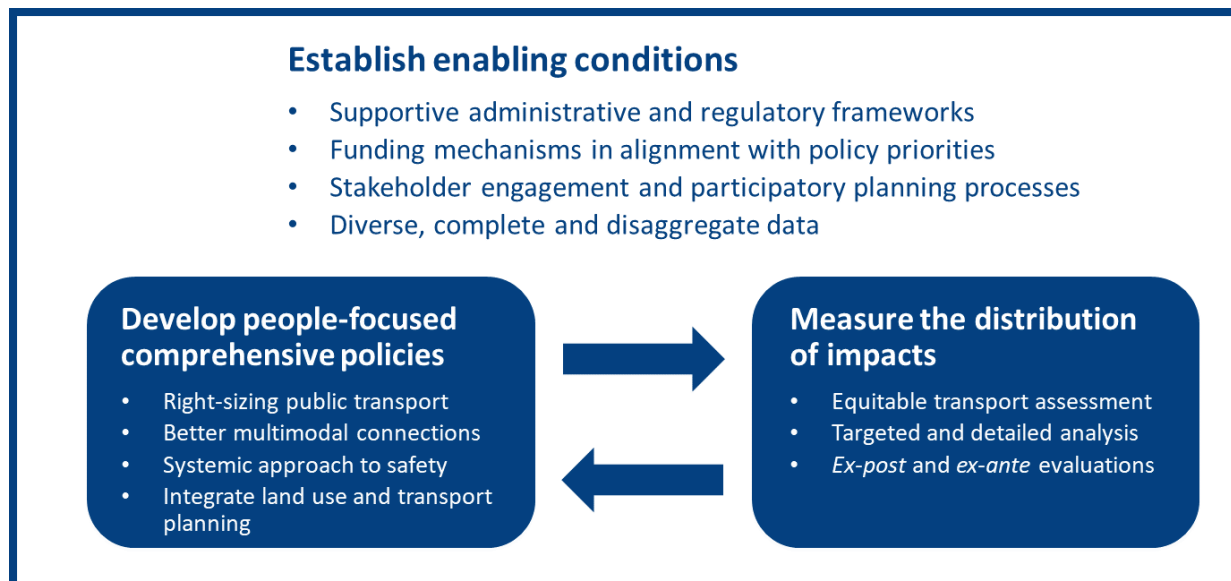 Establish enabling conditions
• Supportive administrative and regulatory frameworks
• Funding mechanisms in alignment with policy priorities
• Stakeholder engagement and participatory planning processes
• Diverse, complete and disaggregate data
Develop people-focused
comprehensive policies
• Right-sizing public transport
• Better multimodal connections
• Systemic approach to safety
• Integrate land use and transport
planning
Measure the distribution
of impacts
• Equitable transport assessment
• Targeted and detailed analysis
• Ex-post and ex-ante evaluations